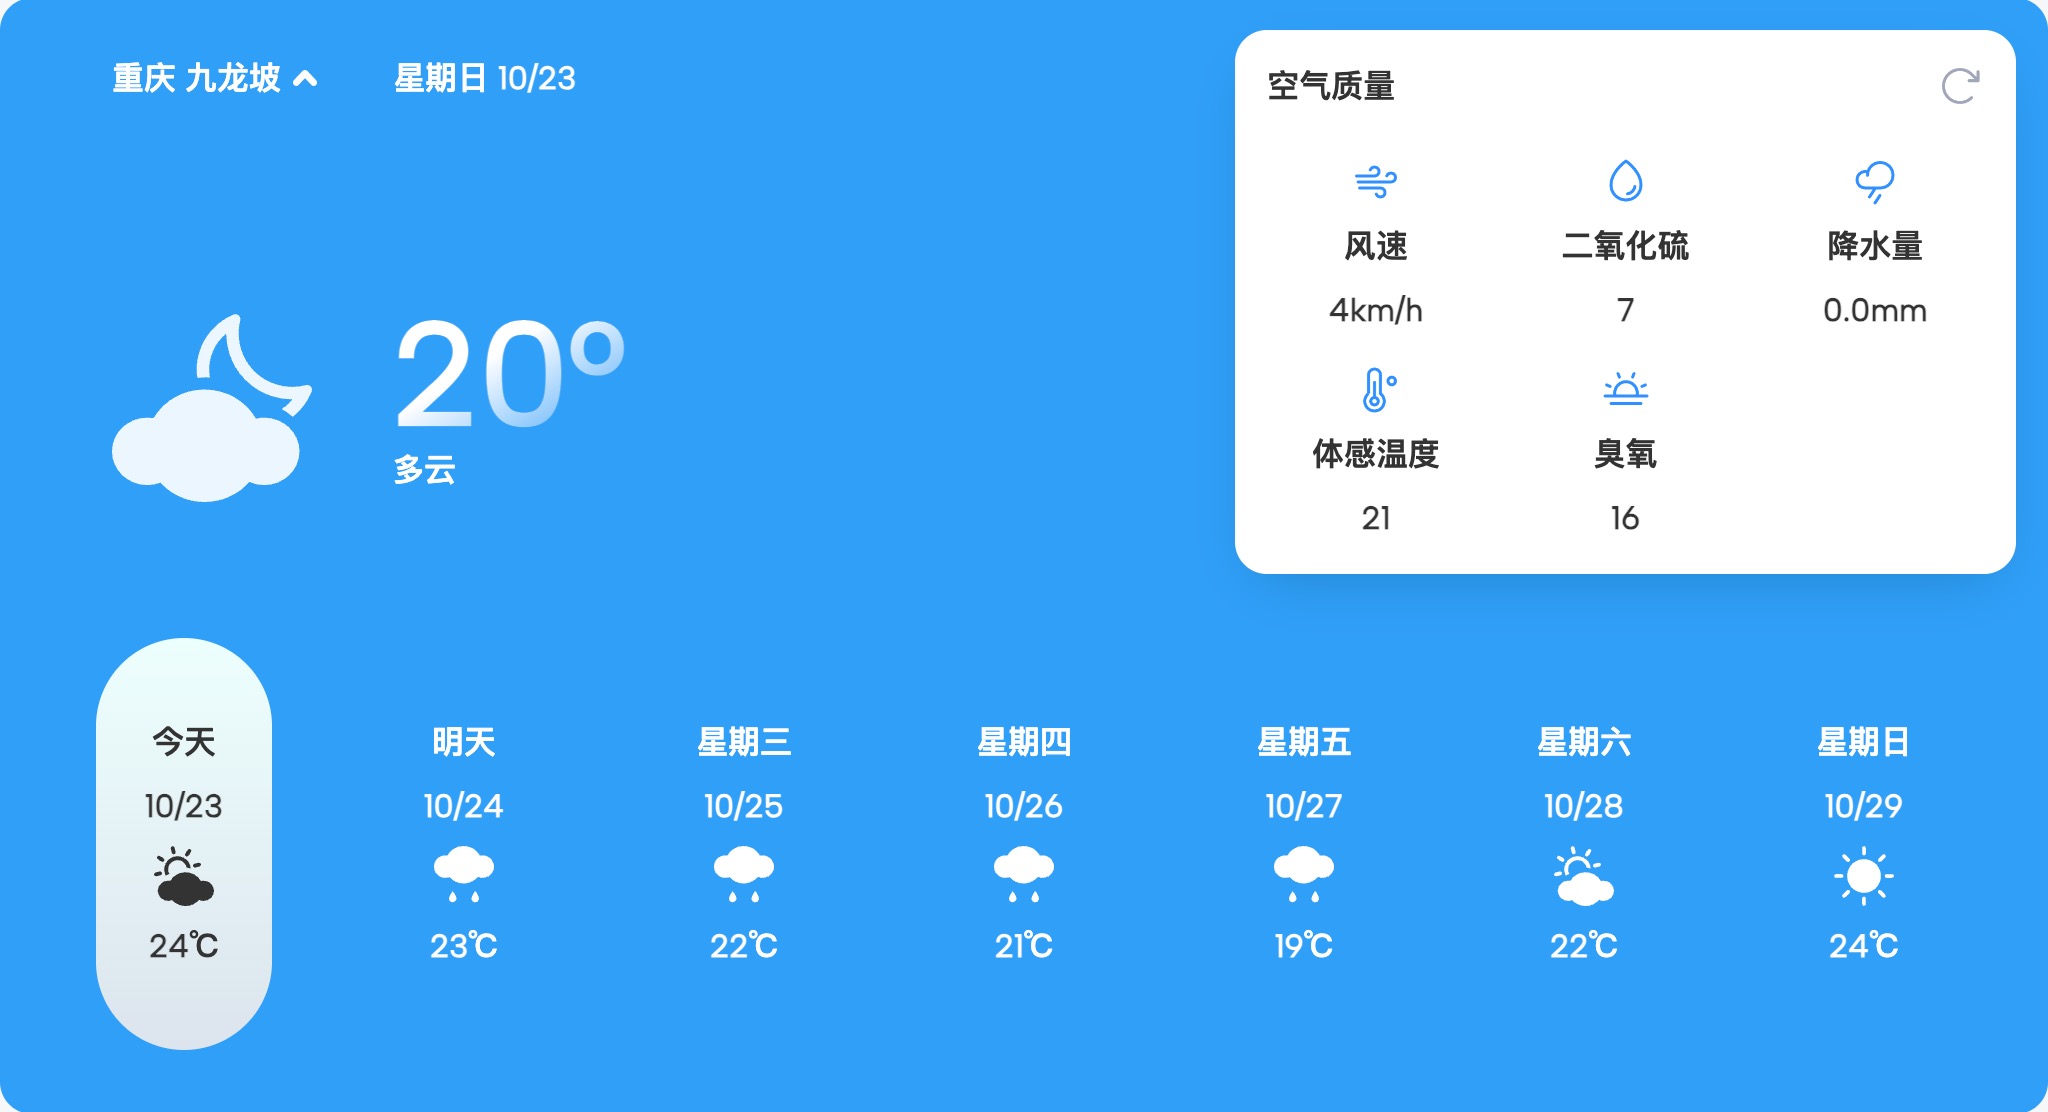 重庆 九龙坡 星期日 10/23
空气质量
风速 二氧化硫 降水量
4km/h 7 0.0mm
20°
多云
体感温度 臭氧
21 16
今天 明天 星期三 星期四 星期五 星期六 星期日
10/23 10/24 10/25 10/26 10/27 10/28 10/29
24℃ 23℃ 22℃ 21℃ 19℃ 22℃ 24℃